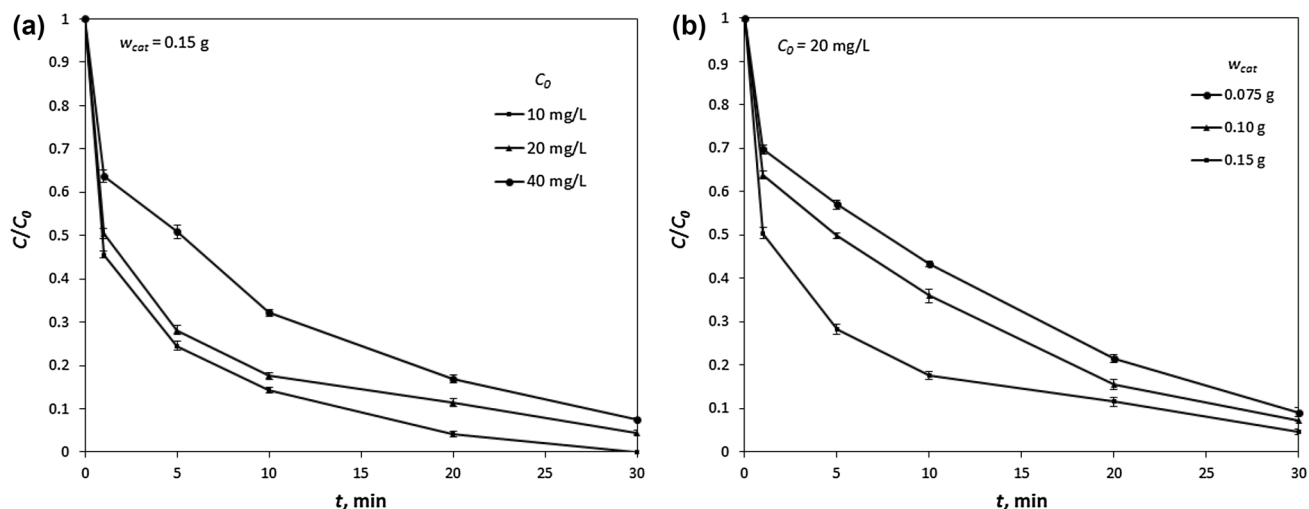 (a)
w_cat = 0.15 g
C_0
10 mg/L
20 mg/L
40 mg/L
C/C_0
1
0.9
0.8
0.7
0.6
0.5
0.4
0.3
0.2
0.1
0
0 5 10 15 20 25 30
t, min
(b)
C_0 = 20 mg/L
w_cat
0.075 g
0.10 g
0.15 g
C/C_0
1
0.9
0.8
0.7
0.6
0.5
0.4
0.3
0.2
0.1
0
0 5 10 15 20 25 30
t, min